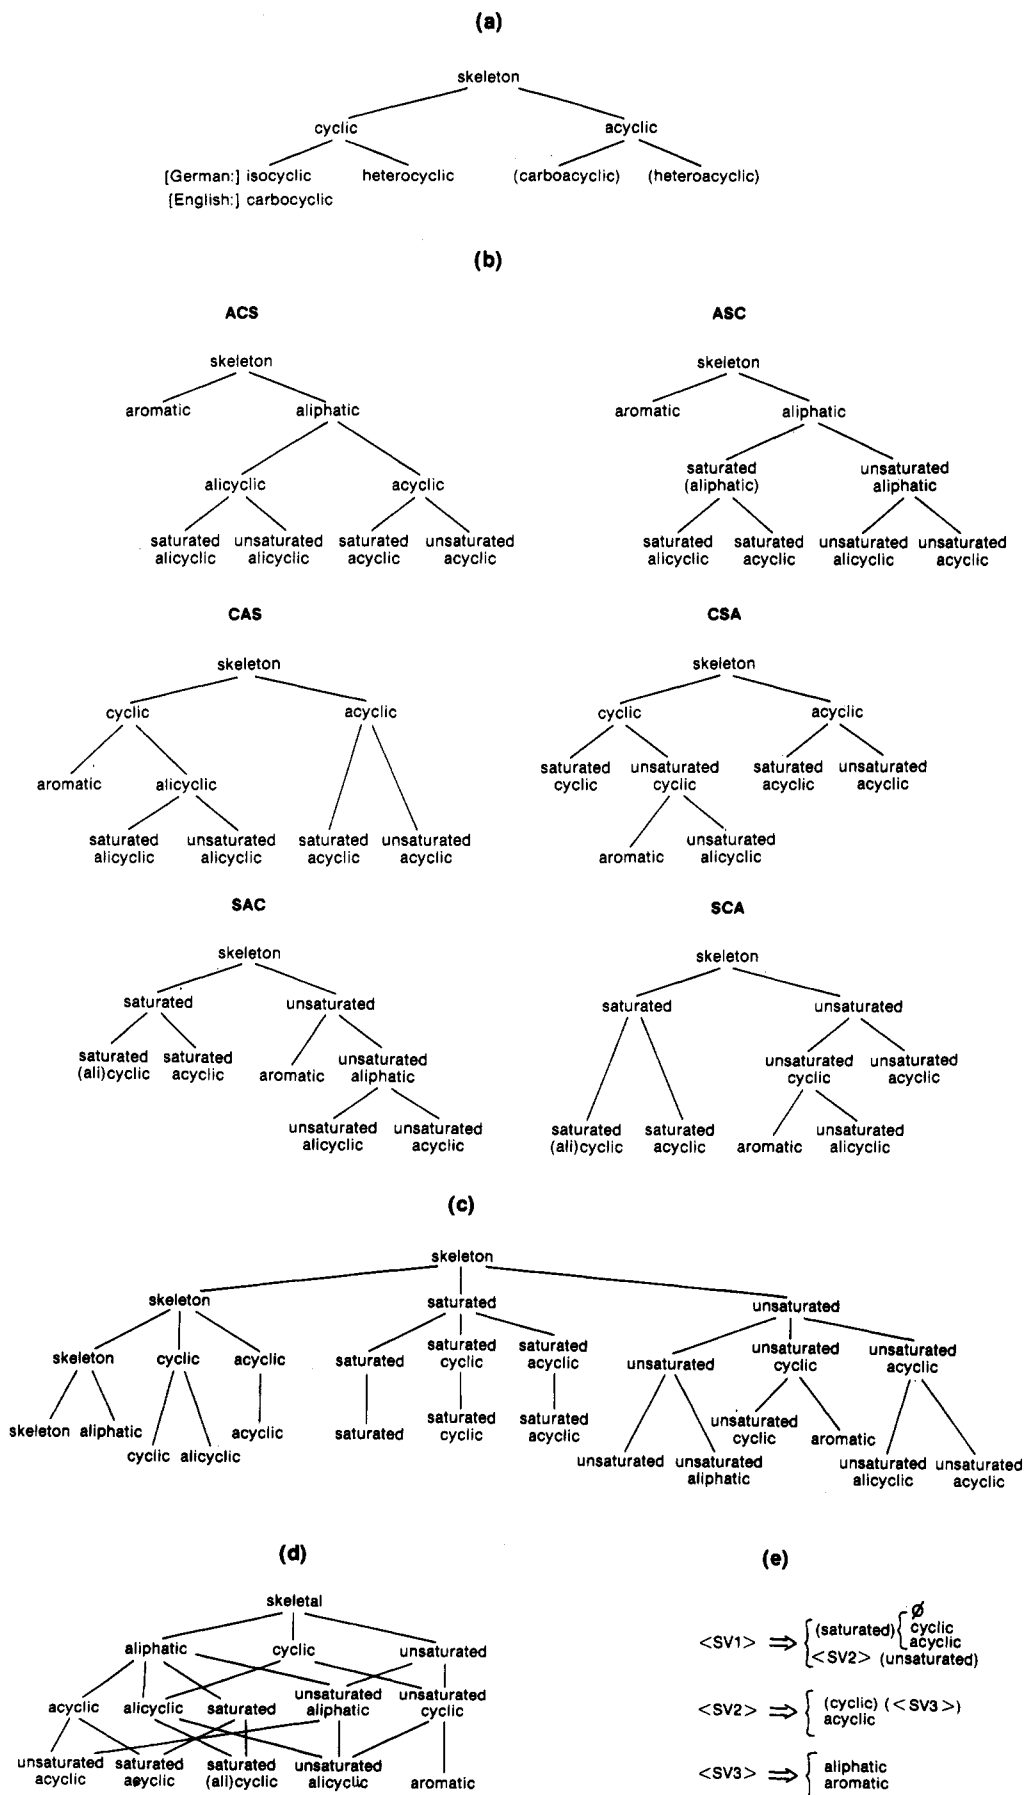 (a)
skeleton
cyclic acyclic
[German:] isocyclic heterocyclic (carboacyclic) (heteroacyclic)
[English:] carbocyclic
(b)
ACS
skeleton
aromatic aliphatic
alicyclic acyclic
saturated unsaturated saturated unsaturated
alicyclic alicyclic acyclic acyclic
ASC
skeleton
aromatic aliphatic
saturated unsaturated
(aliphatic) aliphatic
saturated saturated unsaturated unsaturated
alicyclic acyclic alicyclic acyclic
CAS
skeleton
cyclic acyclic
aromatic alicyclic
saturated unsaturated saturated unsaturated
alicyclic alicyclic acyclic acyclic
CSA
skeleton
cyclic acyclic
saturated unsaturated saturated unsaturated
cyclic cyclic acyclic acyclic
aromatic unsaturated
alicyclic
SAC
skeleton
saturated unsaturated
saturated saturated aromatic unsaturated
(ali)cyclic acyclic aliphatic
unsaturated unsaturated
alicyclic acyclic
SCA
skeleton
saturated unsaturated
unsaturated unsaturated
cyclic acyclic
saturated saturated aromatic unsaturated
(ali)cyclic acyclic alicyclic
(c)
skeleton
skeleton saturated unsaturated
skeleton cyclic acyclic saturated saturated cyclic saturated acyclic unsaturated unsaturated cyclic unsaturated acyclic
skeleton aliphatic cyclic alicyclic acyclic saturated saturated cyclic saturated acyclic unsaturated unsaturated aliphatic unsaturated cyclic aromatic unsaturated alicyclic unsaturated acyclic
(d)
skeletal
aliphatic cyclic unsaturated
acyclic alicyclic saturated unsaturated aliphatic unsaturated cyclic
unsaturated saturated saturated unsaturated aromatic
acyclic acyclic (ali)cyclic alicyclic
(e)
<SV1> ⇒ { (saturated) { Ø
cyclic
acyclic
<SV2> (unsaturated)
<SV2> ⇒ { (cyclic) (<SV3>)
acyclic
<SV3> ⇒ { aliphatic
aromatic